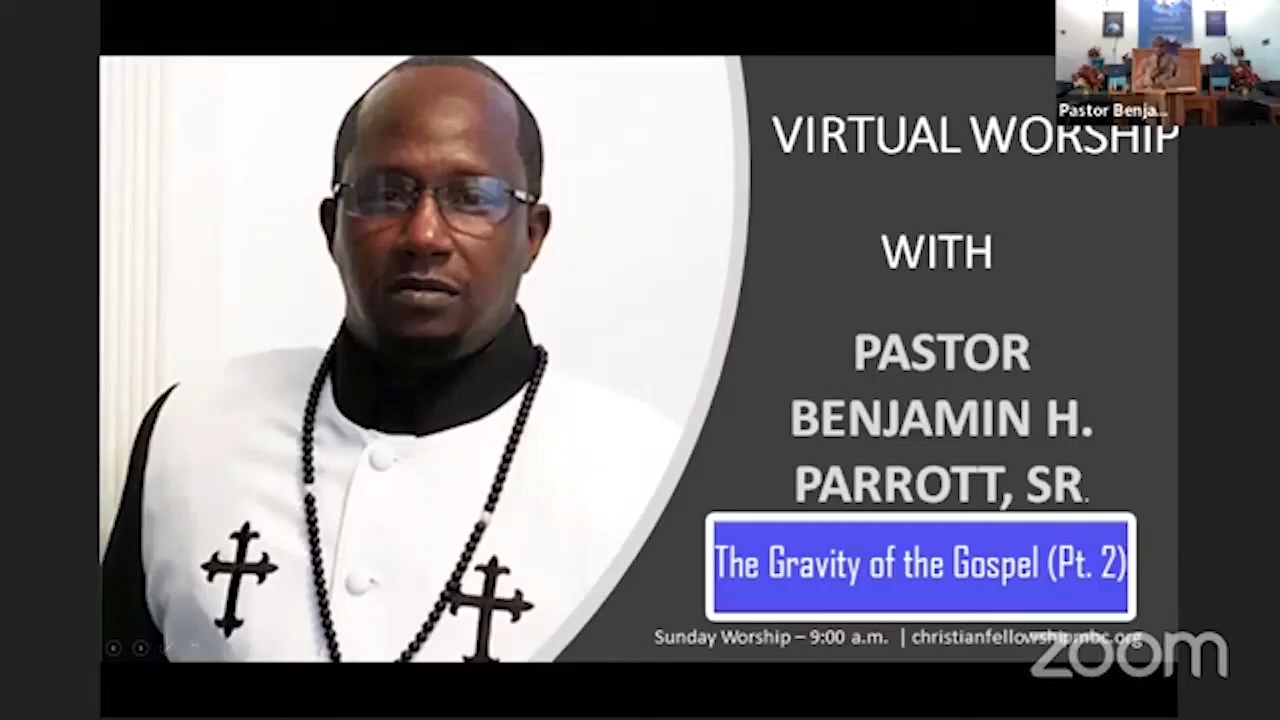 Pastor Benja...
VIRTUAL WORSHIP
WITH
PASTOR
BENJAMIN H.
PARROTT, SR.
The Gravity of the Gospel (Pt. 2)
Sunday Worship – 9:00 a.m. | christianfellowshipmbc.org
zoom